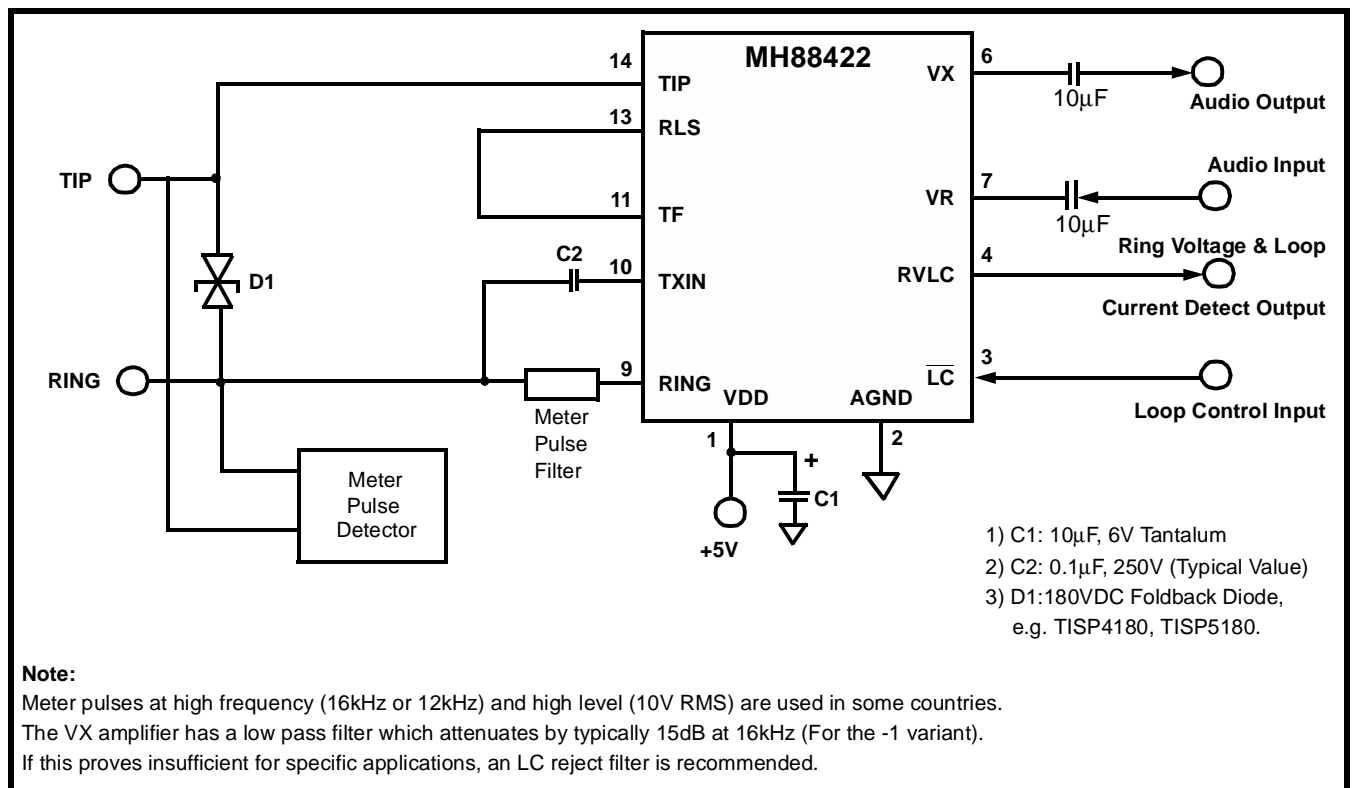 MH88422
14
TIP
13
RLS
11
TF
C2
10
TXIN
9
RING
VDD
AGND
VX
6
10μF
Audio Output
Audio Input
VR
7
10μF
Ring Voltage & Loop
RVLC
4
Current Detect Output
LC
3
Loop Control Input
TIP
D1
RING
Meter
Pulse
Filter
Meter
Pulse
Detector
1
2
+
C1
+5V
1) C1: 10μF, 6V Tantalum
2) C2: 0.1μF, 250V (Typical Value)
3) D1:180VDC Foldback Diode,
e.g. TISP4180, TISP5180.
Note:
Meter pulses at high frequency (16kHz or 12kHz) and high level (10V RMS) are used in some countries.
The VX amplifier has a low pass filter which attenuates by typically 15dB at 16kHz (For the -1 variant).
If this proves insufficient for specific applications, an LC reject filter is recommended.